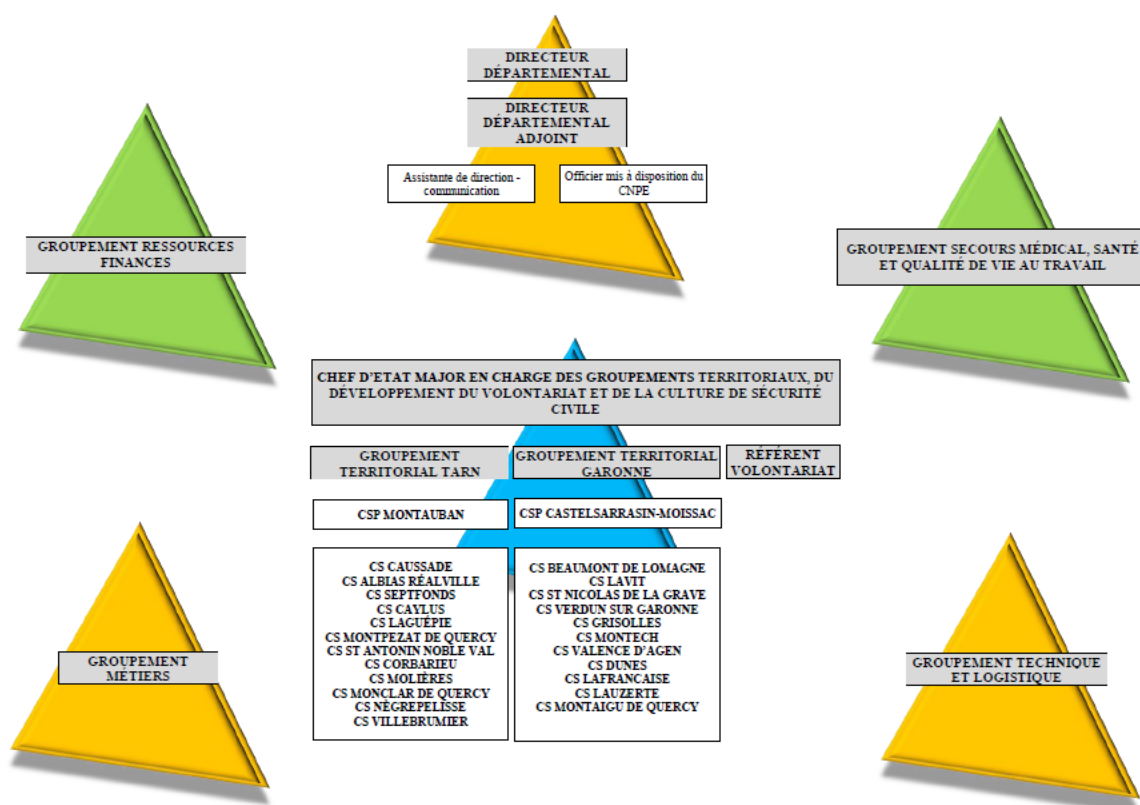 DIRECTEUR
DÉPARTEMENTAL
DIRECTEUR
DÉPARTEMENTAL
ADJOINT
Assistante de direction -
communication
Officier mis à disposition du
CNPE
GROUPEMENT RESSOURCES
FINANCES
GROUPEMENT SECOURS MÉDICAL, SANTÉ
ET QUALITÉ DE VIE AU TRAVAIL
CHEF D'ETAT MAJOR EN CHARGE DES GROUPEMENTS TERRITORIAUX, DU
DÉVELOPPEMENT DU VOLONTARIAT ET DE LA CULTURE DE SÉCURITÉ
CIVILE
GROUPEMENT
TERRITORIAL TARN
GROUPEMENT TERRITORIAL
GARONNE
RÉFÉRENT
VOLONTARIAT
CSP MONTAUBAN
CSP CASTELSARRASIN-MOISSAC
CS CAUSSADE
CS ALBIAS RÉALVILLE
CS SEPTFONDS
CS CAYLUS
CS LAGUÉPIE
CS MONTPEZAT DE QUERCY
CS ST ANTONIN NOBLE VAL
CS CORBARIEU
CS MOLIÈRES
CS MONCLAR DE QUERCY
CS NÈGREPELISSE
CS VILLEBRUMIER
CS BEAUMONT DE LOMAGNE
CS LAVIT
CS ST NICOLAS DE LA GRAVE
CS VERDUN SUR GARONNE
CS GRISOLLES
CS MONTECH
CS VALENCE D'AGEN
CS DUNES
CS LAFRANCAISE
CS LAUZERTE
CS MONTAIGU DE QUERCY
GROUPEMENT
MÉTIERS
GROUPEMENT TECHNIQUE
ET LOGISTIQUE